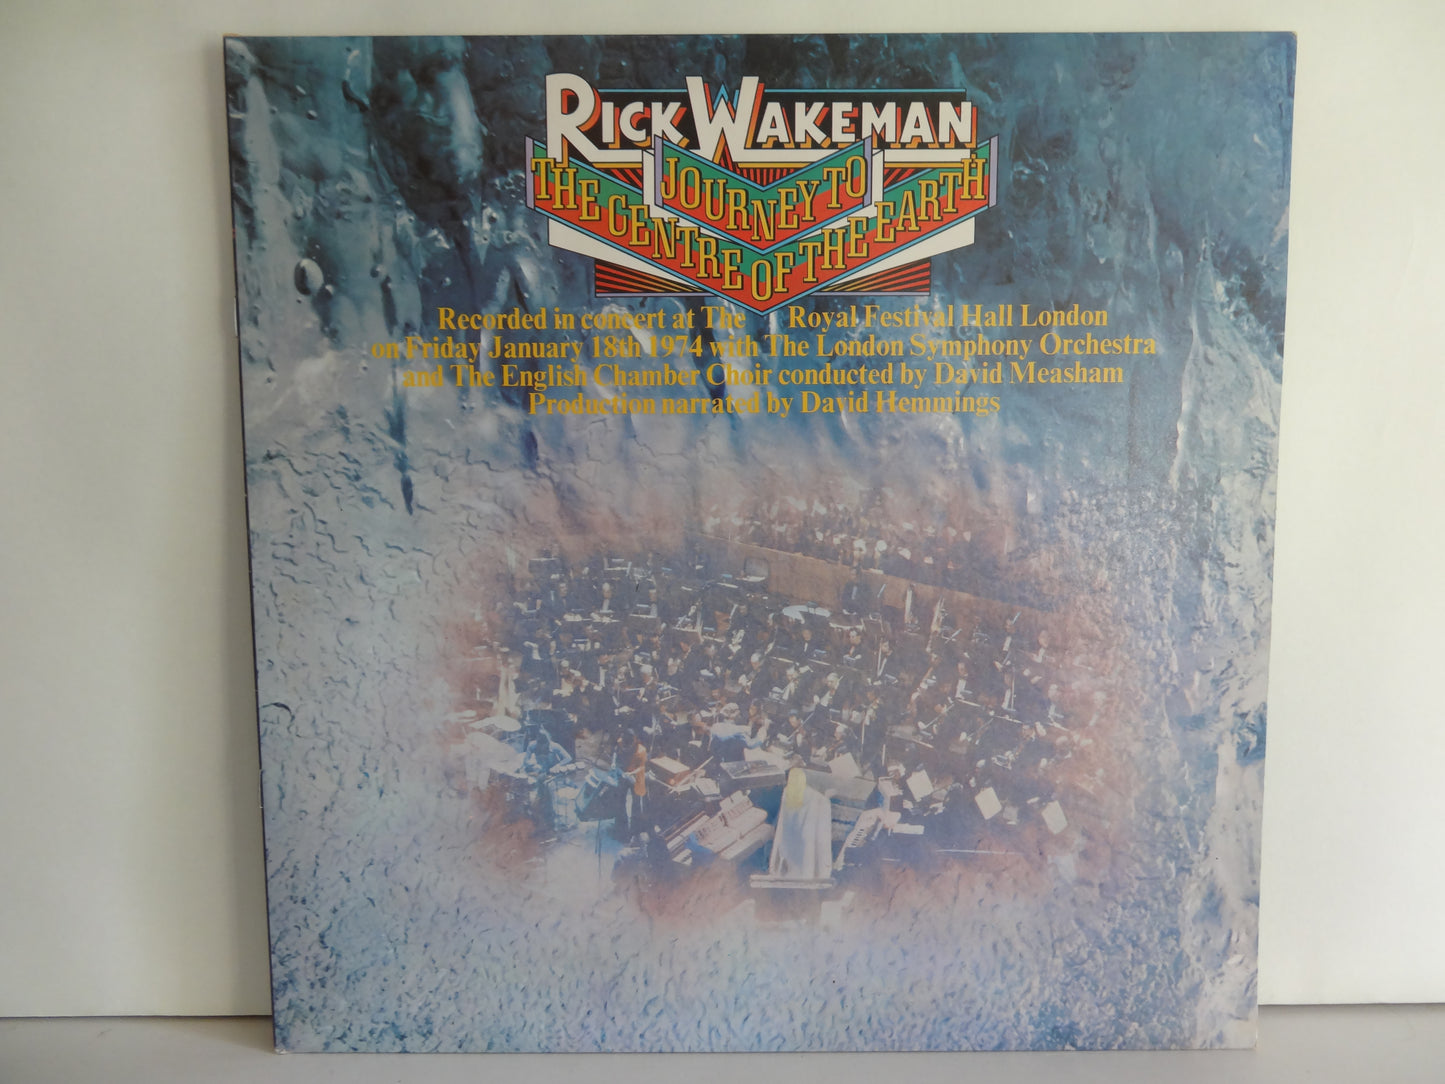 RICK WAKEMAN
JOURNEY TO
THE CENTRE OF THE EARTH
Recorded in concert at The Royal Festival Hall London
on Friday January 18th 1974 with The London Symphony Orchestra
and The English Chamber Choir conducted by David Measham
Production narrated by David Hemmings